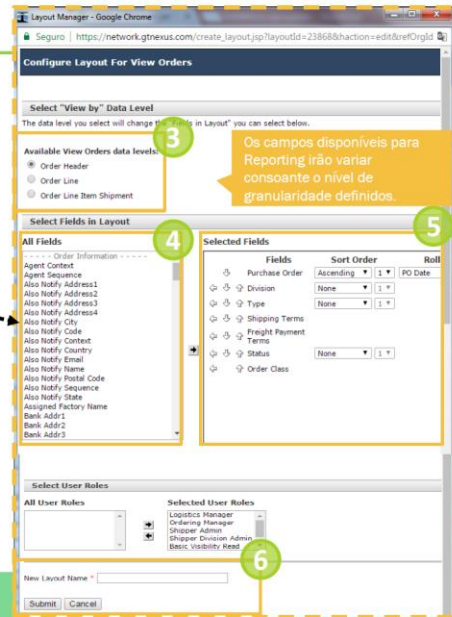 Layout Manager - Google Chrome
Seguro | https://network.gtnexus.com/create_layout.jsp?layoutId=23868&haction=edit&refOrgId
Configure Layout For View Orders
Select "View by" Data Level
The data level you select will change the "Fields in Layout" you can select below.
3
Available View Orders data levels:
Order Header
Order Line
Order Line Item Shipment
Os campos disponíveis para
Reporting irão variar
consoante o nível de
granularidade definidos.
Select Fields in Layout
4
5
All Fields
- - - - - Order Information - - - - -
Agent Context
Agent Sequence
Also Notify Address1
Also Notify Address2
Also Notify Address3
Also Notify Address4
Also Notify City
Also Notify Code
Also Notify Context
Also Notify Country
Also Notify Email
Also Notify Name
Also Notify Postal Code
Also Notify Sequence
Also Notify State
Assigned Factory Name
Bank Addr1
Bank Addr2
Bank Addr3
Selected Fields
Fields Sort Order Roll
Purchase Order Ascending 1 PO Date
Division None 1
Type None 1
Shipping Terms
Freight Payment
Terms
Status None 1
Order Class
Select User Roles
All User Roles
Selected User Roles
Logistics Manager
Ordering Manager
Shipper Admin
Shipper Division Admin
Basic Visibility Read
6
New Layout Name *
Submit Cancel